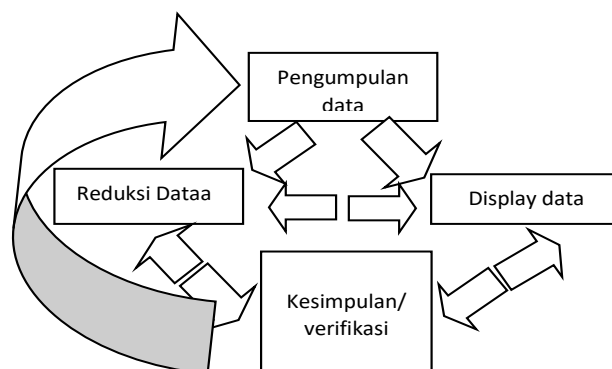 Pengumpulan
data
Reduksi Dataa
Display data
Kesimpulan/
verifikasi